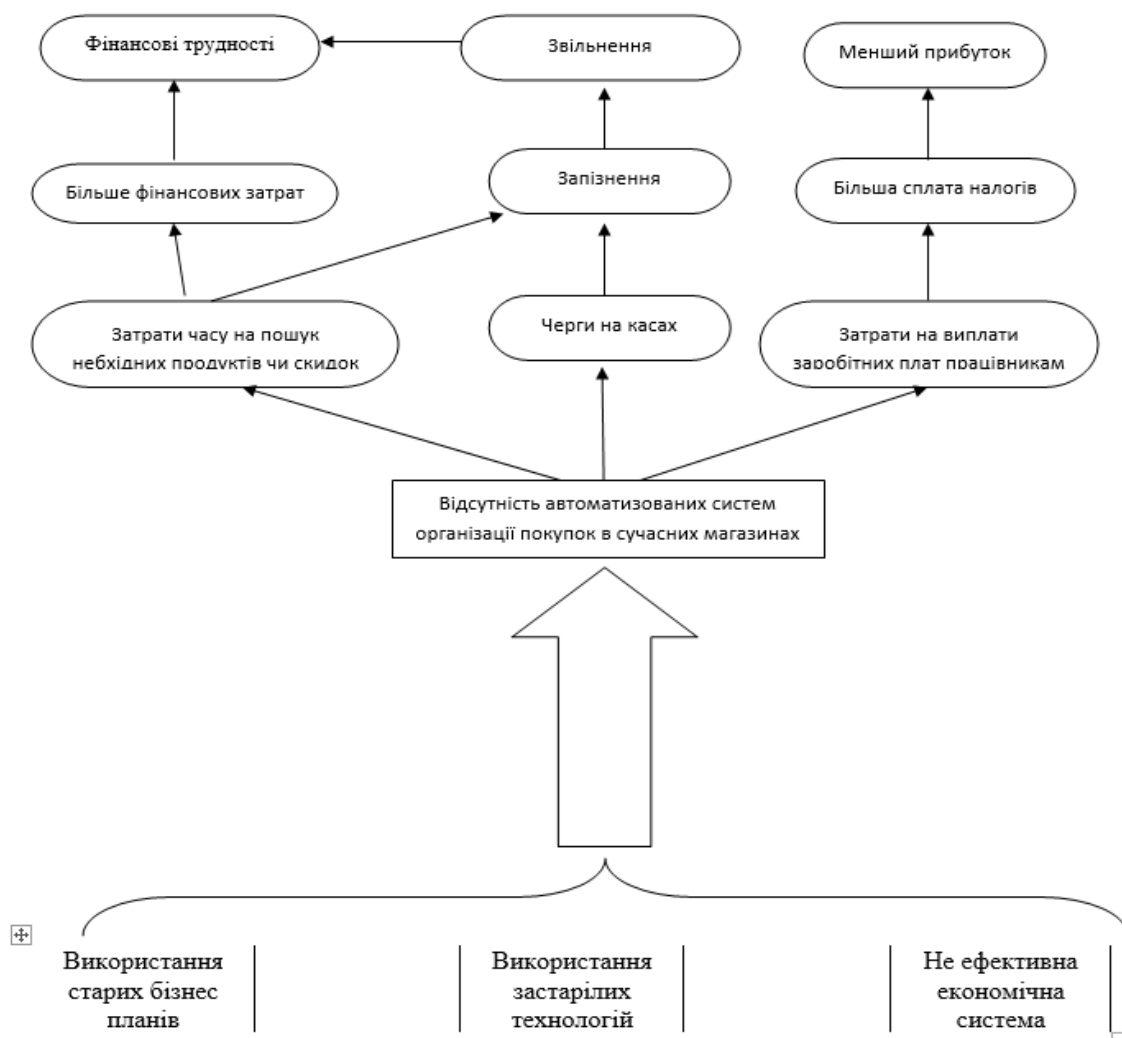 Фінансові трудності
Звільнення
Менший прибуток
Більше фінансових затрат
Запізнення
Більша сплата налогів
Затрати часу на пошук
небхідних продуктів чи скидок
Черги на касах
Затрати на виплати
заробітних плат працівникам
Відсутність автоматизованих систем
організації покупок в сучасних магазинах
Використання
старих бізнес
планів
Використання
застарілих
технологій
Не ефективна
економічна
система